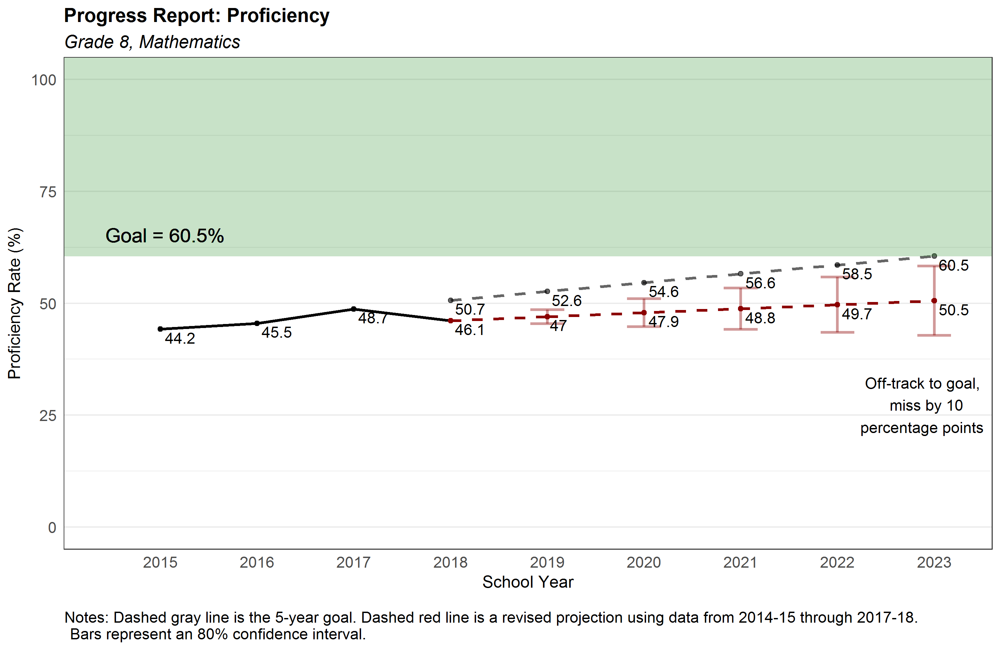 Progress Report: Proficiency
Grade 8, Mathematics
Proficiency Rate (%)
100
75
50
25
0
Goal = 60.5%
44.2
45.5
48.7
46.1
47
47.9
48.8
49.7
50.5
50.7
52.6
54.6
56.6
58.5
60.5
Off-track to goal,
miss by 10
percentage points
2015 2016 2017 2018 2019 2020 2021 2022 2023
School Year
Notes: Dashed gray line is the 5-year goal. Dashed red line is a revised projection using data from 2014-15 through 2017-18.
Bars represent an 80% confidence interval.